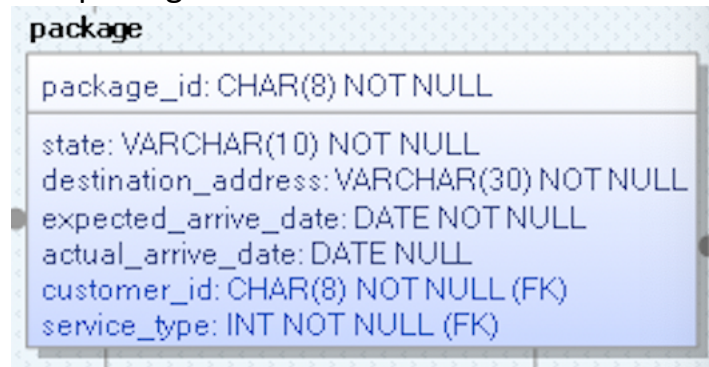 package
package_id: CHAR(8) NOT NULL
state: VARCHAR(10) NOT NULL
destination_address: VARCHAR(30) NOT NULL
expected_arrive_date: DATE NOT NULL
actual_arrive_date: DATE NULL
customer_id: CHAR(8) NOT NULL (FK)
service_type: INT NOT NULL (FK)